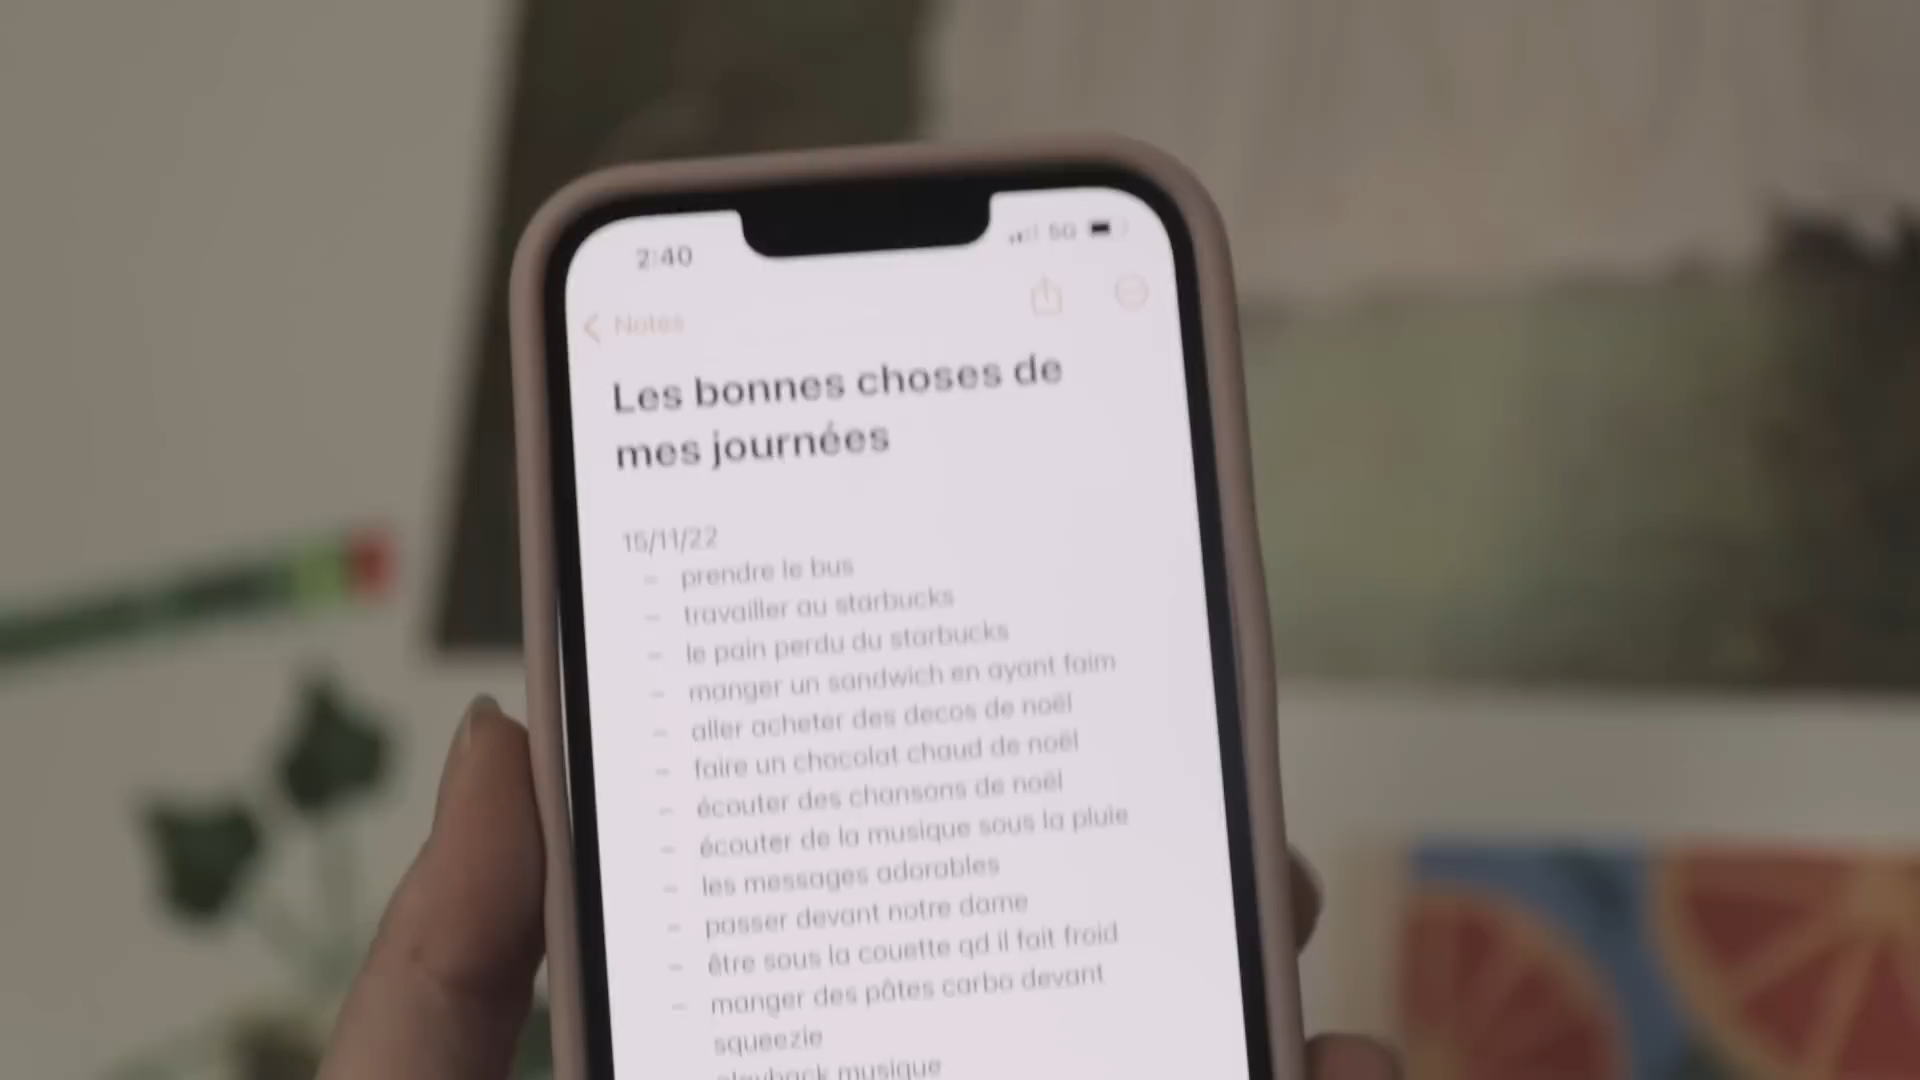 2:40
5G
Notes
Les bonnes choses de
mes journées
15/11/22
- prendre le bus
- travailler au starbucks
- le pain perdu du starbucks
- manger un sandwich en ayant faim
- aller acheter des decos de noël
- faire un chocolat chaud de noël
- écouter des chansons de noël
- écouter de la musique sous la pluie
- les messages adorables
- passer devant notre dame
- être sous la couette qd il fait froid
- manger des pâtes carbo devant
squeezie
playback musique